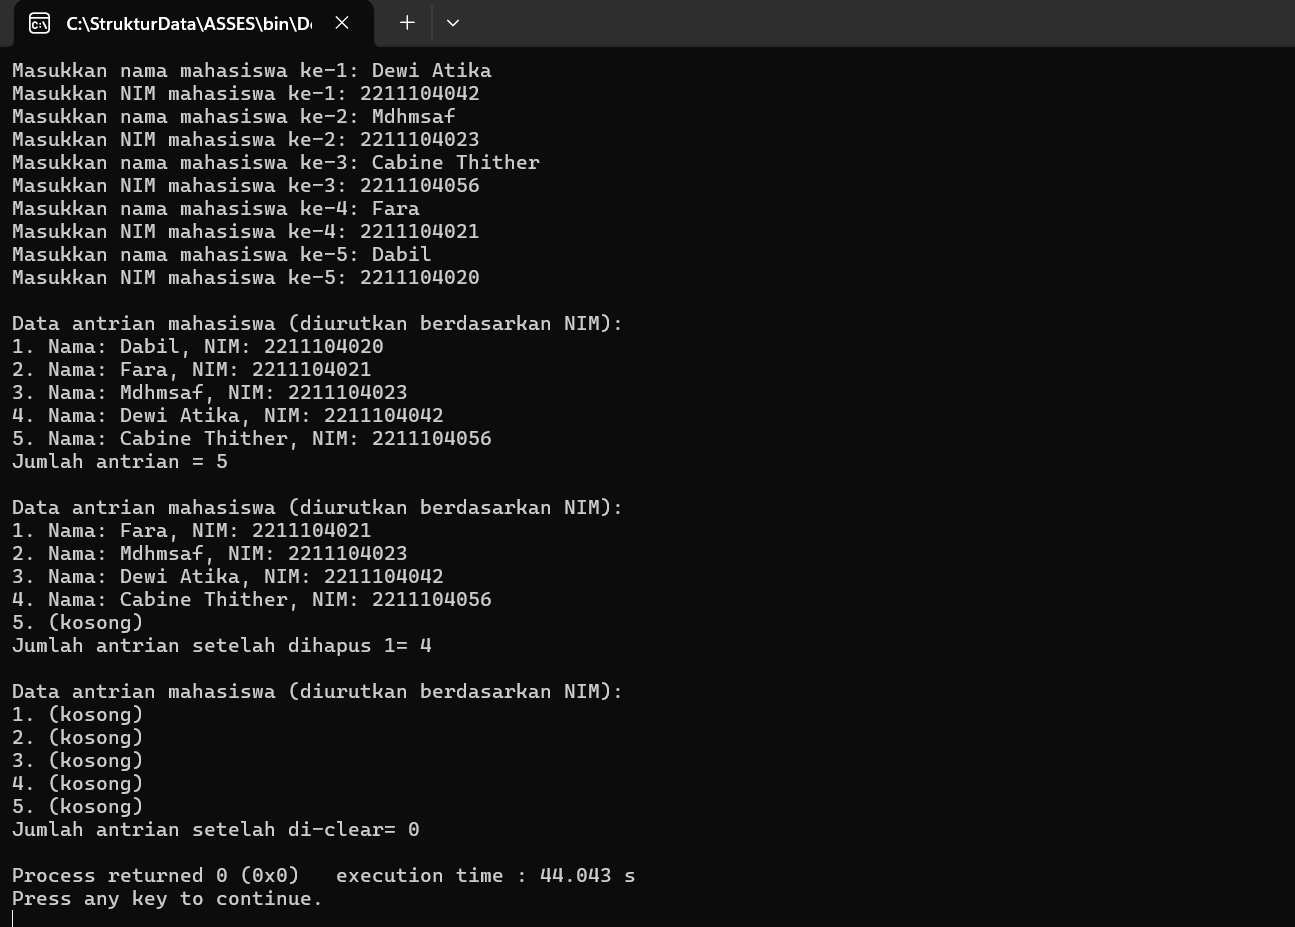 C:\StrukturData\ASSES\bin\De
Masukkan nama mahasiswa ke-1: Dewi Atika
Masukkan NIM mahasiswa ke-1: 2211104042
Masukkan nama mahasiswa ke-2: Mdhmsaf
Masukkan NIM mahasiswa ke-2: 2211104023
Masukkan nama mahasiswa ke-3: Cabine Thither
Masukkan NIM mahasiswa ke-3: 2211104056
Masukkan nama mahasiswa ke-4: Fara
Masukkan NIM mahasiswa ke-4: 2211104021
Masukkan nama mahasiswa ke-5: Dabil
Masukkan NIM mahasiswa ke-5: 2211104020
Data antrian mahasiswa (diurutkan berdasarkan NIM):
1. Nama: Dabil, NIM: 2211104020
2. Nama: Fara, NIM: 2211104021
3. Nama: Mdhmsaf, NIM: 2211104023
4. Nama: Dewi Atika, NIM: 2211104042
5. Nama: Cabine Thither, NIM: 2211104056
Jumlah antrian = 5
Data antrian mahasiswa (diurutkan berdasarkan NIM):
1. Nama: Fara, NIM: 2211104021
2. Nama: Mdhmsaf, NIM: 2211104023
3. Nama: Dewi Atika, NIM: 2211104042
4. Nama: Cabine Thither, NIM: 2211104056
5. (kosong)
Jumlah antrian setelah dihapus 1= 4
Data antrian mahasiswa (diurutkan berdasarkan NIM):
1. (kosong)
2. (kosong)
3. (kosong)
4. (kosong)
5. (kosong)
Jumlah antrian setelah di-clear= 0
Process returned 0 (0x0)   execution time : 44.043 s
Press any key to continue.